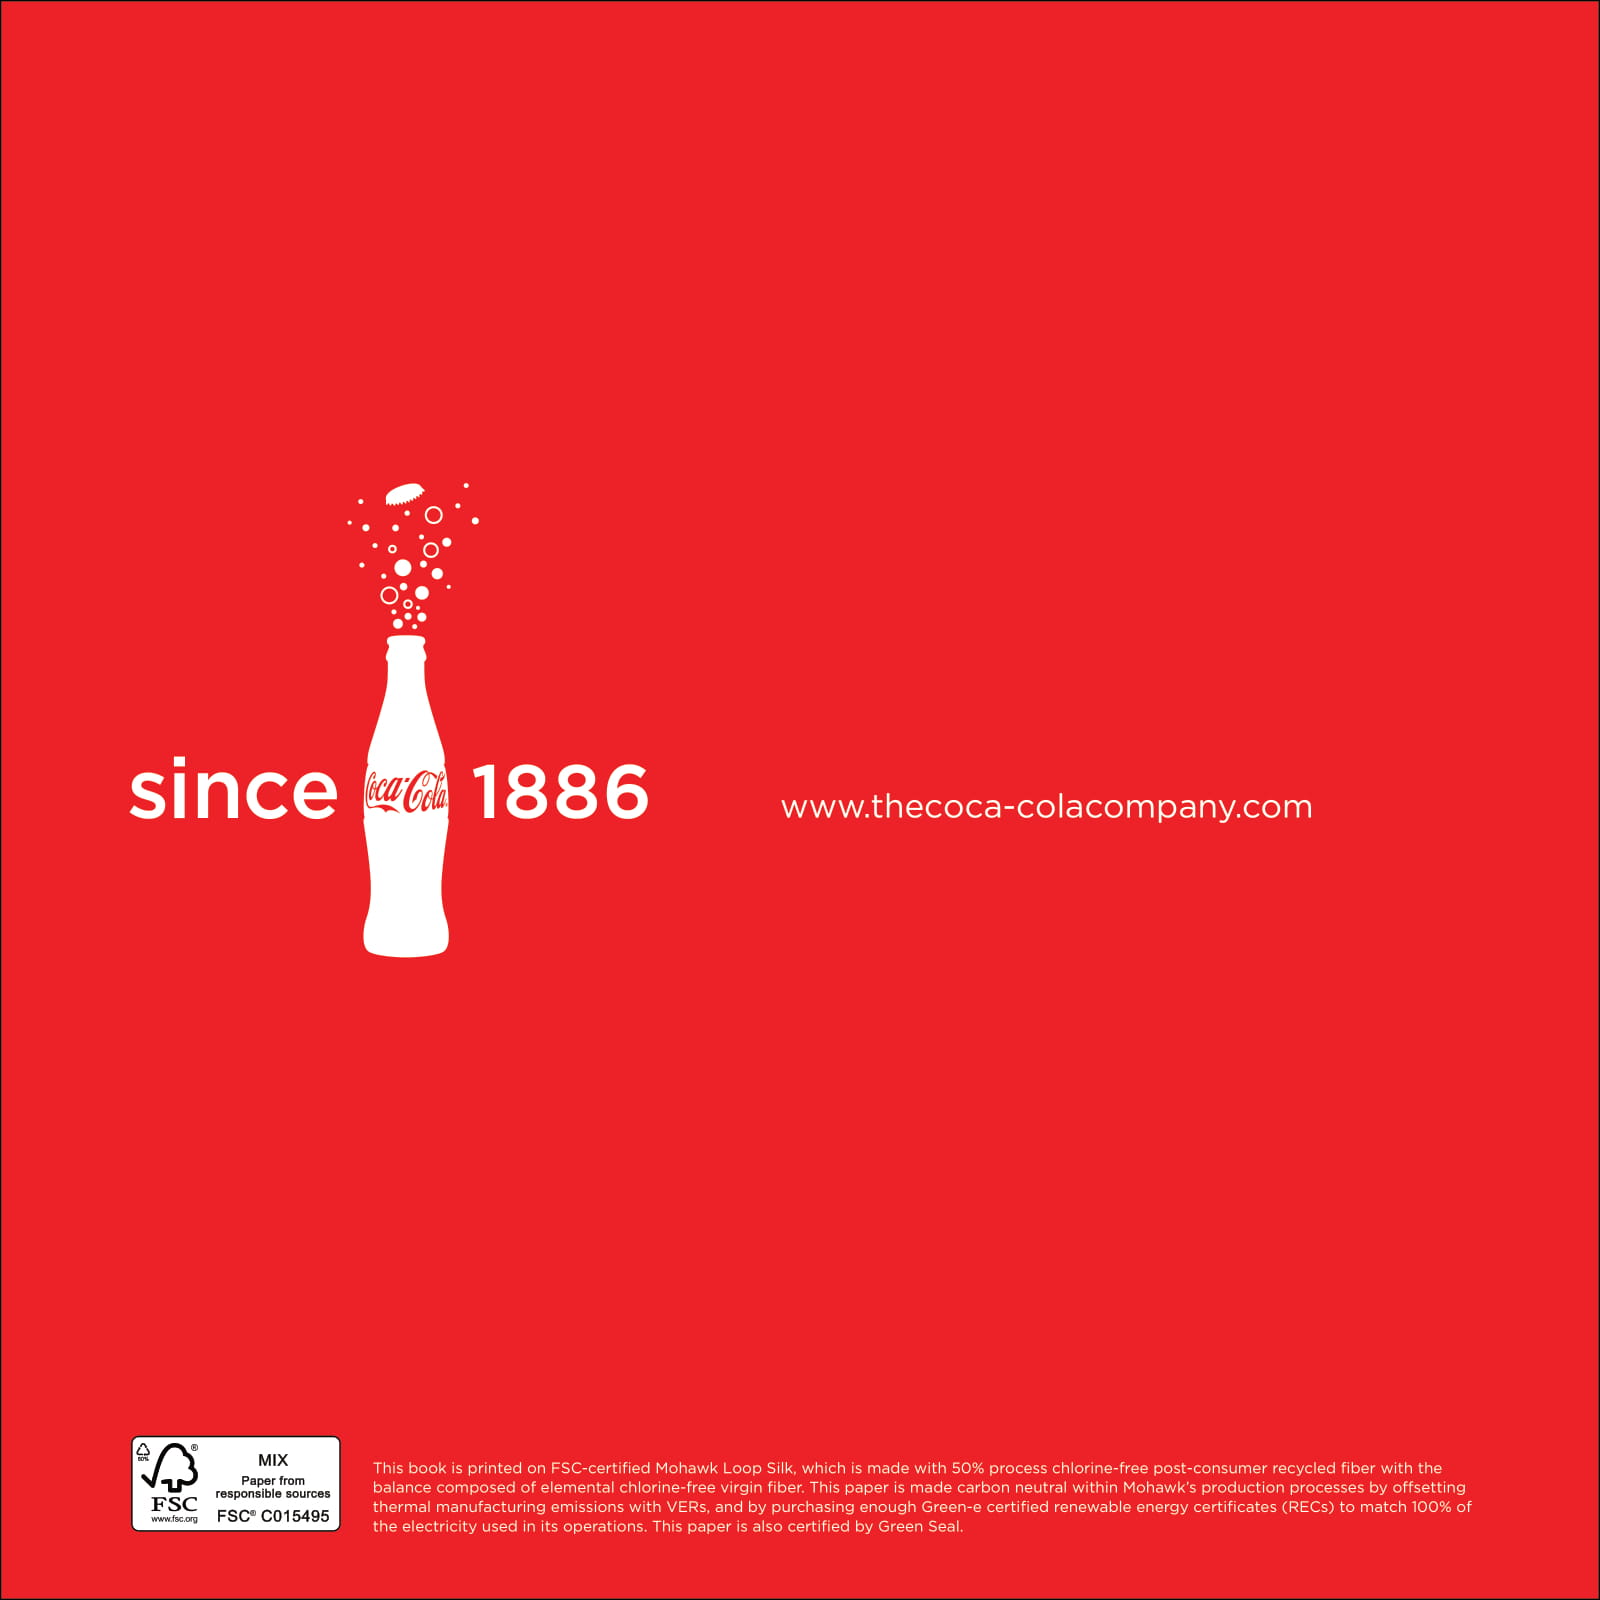 since Coca-Cola 1886
www.thecoca-colacompany.com
50%
®
FSC
www.fsc.org
MIX
Paper from
responsible sources
FSC® C015495
This book is printed on FSC-certified Mohawk Loop Silk, which is made with 50% process chlorine-free post-consumer recycled fiber with the
balance composed of elemental chlorine-free virgin fiber. This paper is made carbon neutral within Mohawk’s production processes by offsetting
thermal manufacturing emissions with VERs, and by purchasing enough Green-e certified renewable energy certificates (RECs) to match 100% of
the electricity used in its operations. This paper is also certified by Green Seal.